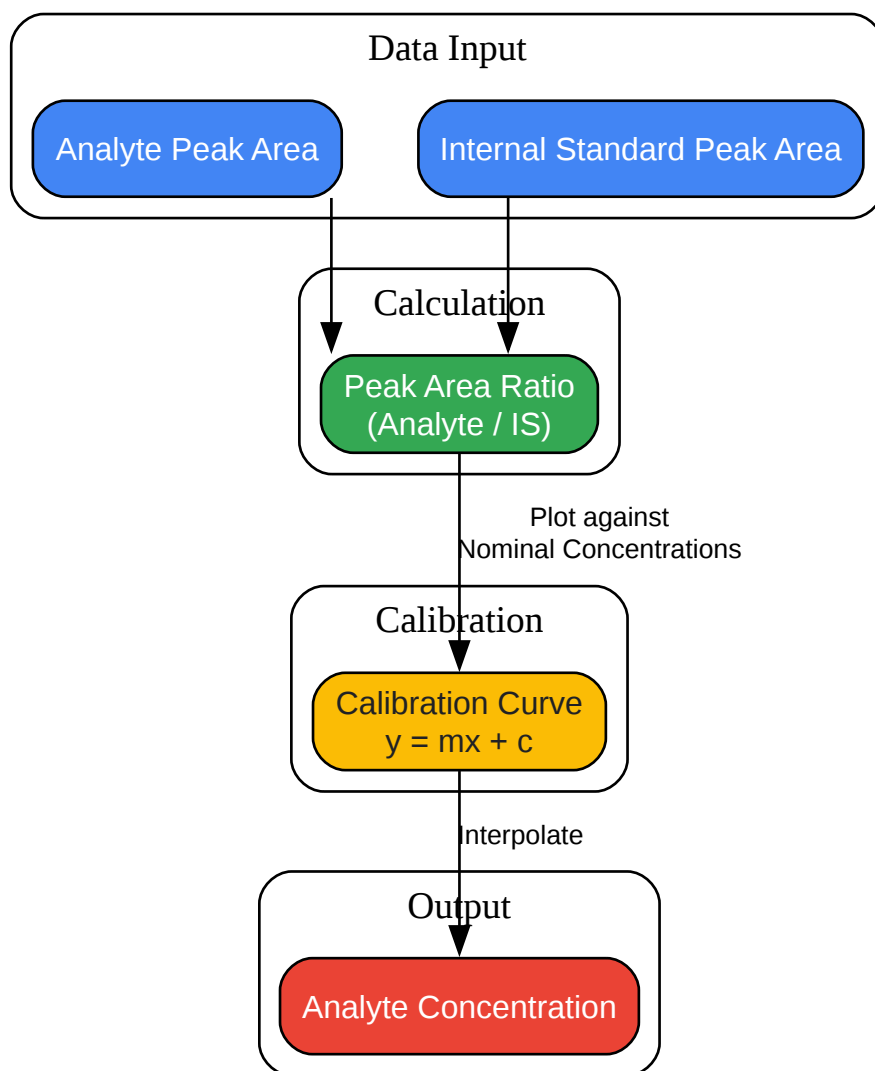 Data Input
Analyte Peak Area
Internal Standard Peak Area
Calculation
Peak Area Ratio
(Analyte / IS)
Plot against
Nominal Concentrations
Calibration
Calibration Curve
y = mx + c
Interpolate
Output
Analyte Concentration